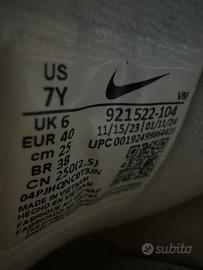 US
7Y
VM
UK 6
EUR 40
cm 25
BR 38
CN 250(2.5)
921522-104
11/15/23 01/11/24
MADE IN VIETNAM
subito